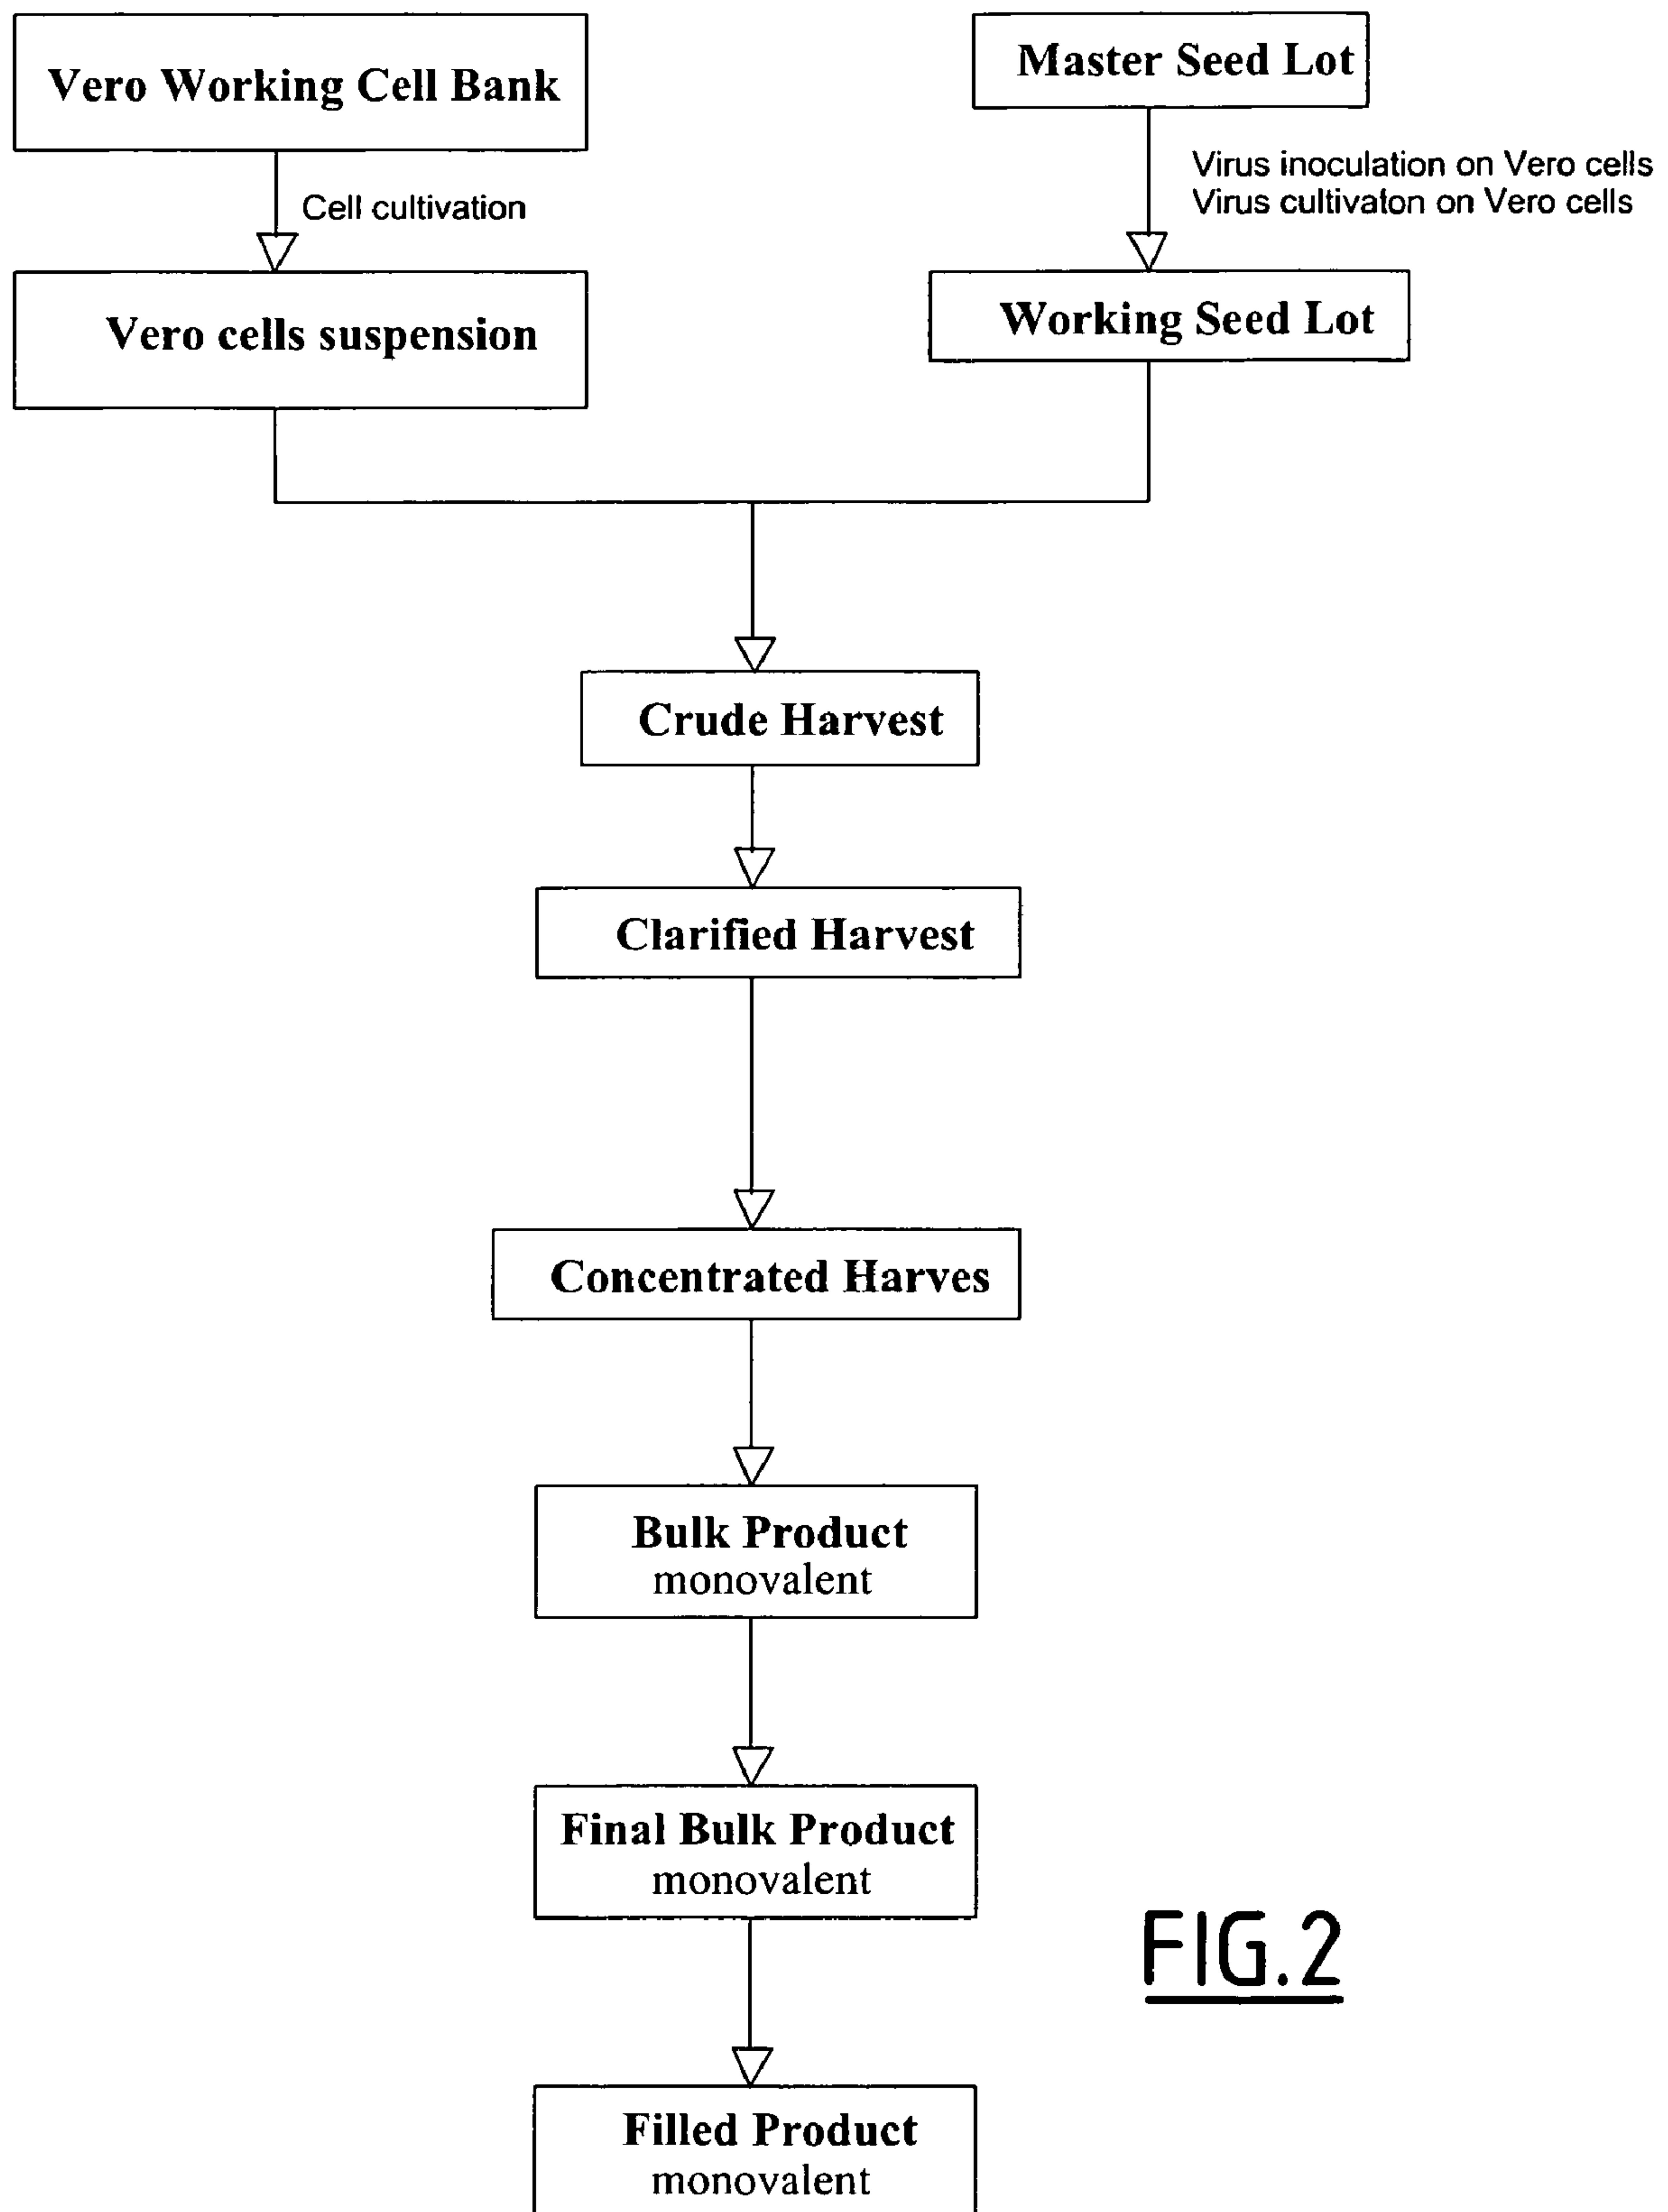 Vero Working Cell Bank
Master Seed Lot
Cell cultivation
Virus inoculation on Vero cells
Virus cultivaton on Vero cells
Vero cells suspension
Working Seed Lot
Crude Harvest
Clarified Harvest
Concentrated Harves
Bulk Product
monovalent
Final Bulk Product
monovalent
FIG.2
Filled Product
monovalent